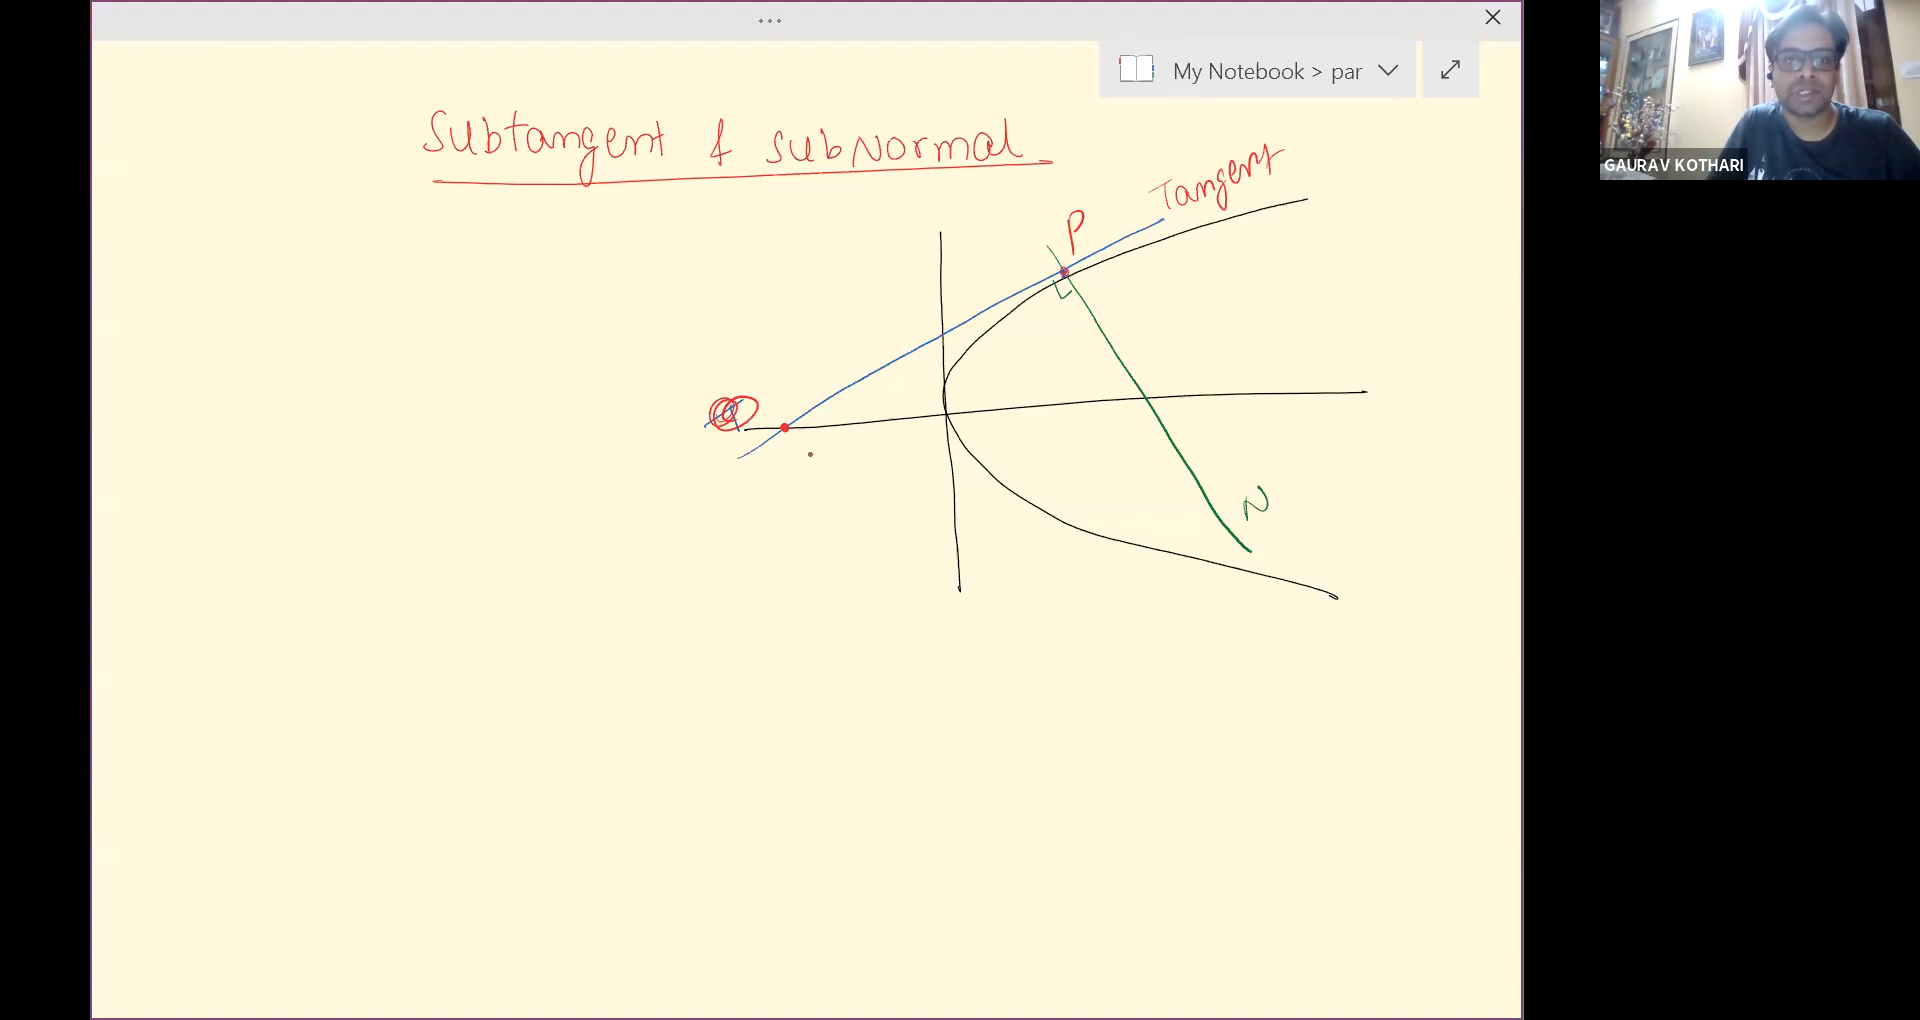 My Notebook > par
GAURAV KOTHARI
Subtangent & subNormal
Tangent
P
N